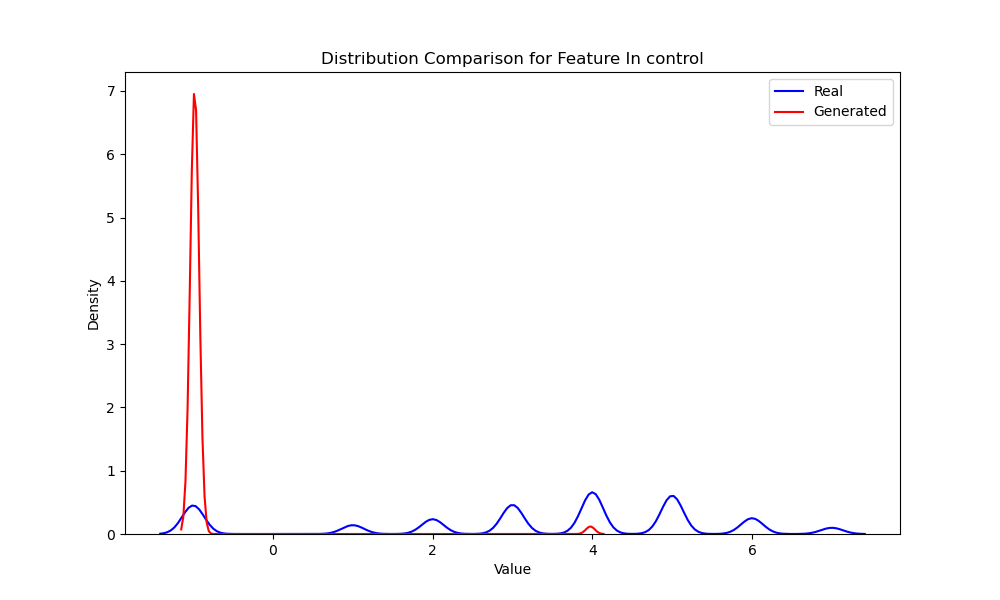 Distribution Comparison for Feature In control
Real
Generated
7
6
5
4
3
2
1
0
Density
0 2 4 6
Value